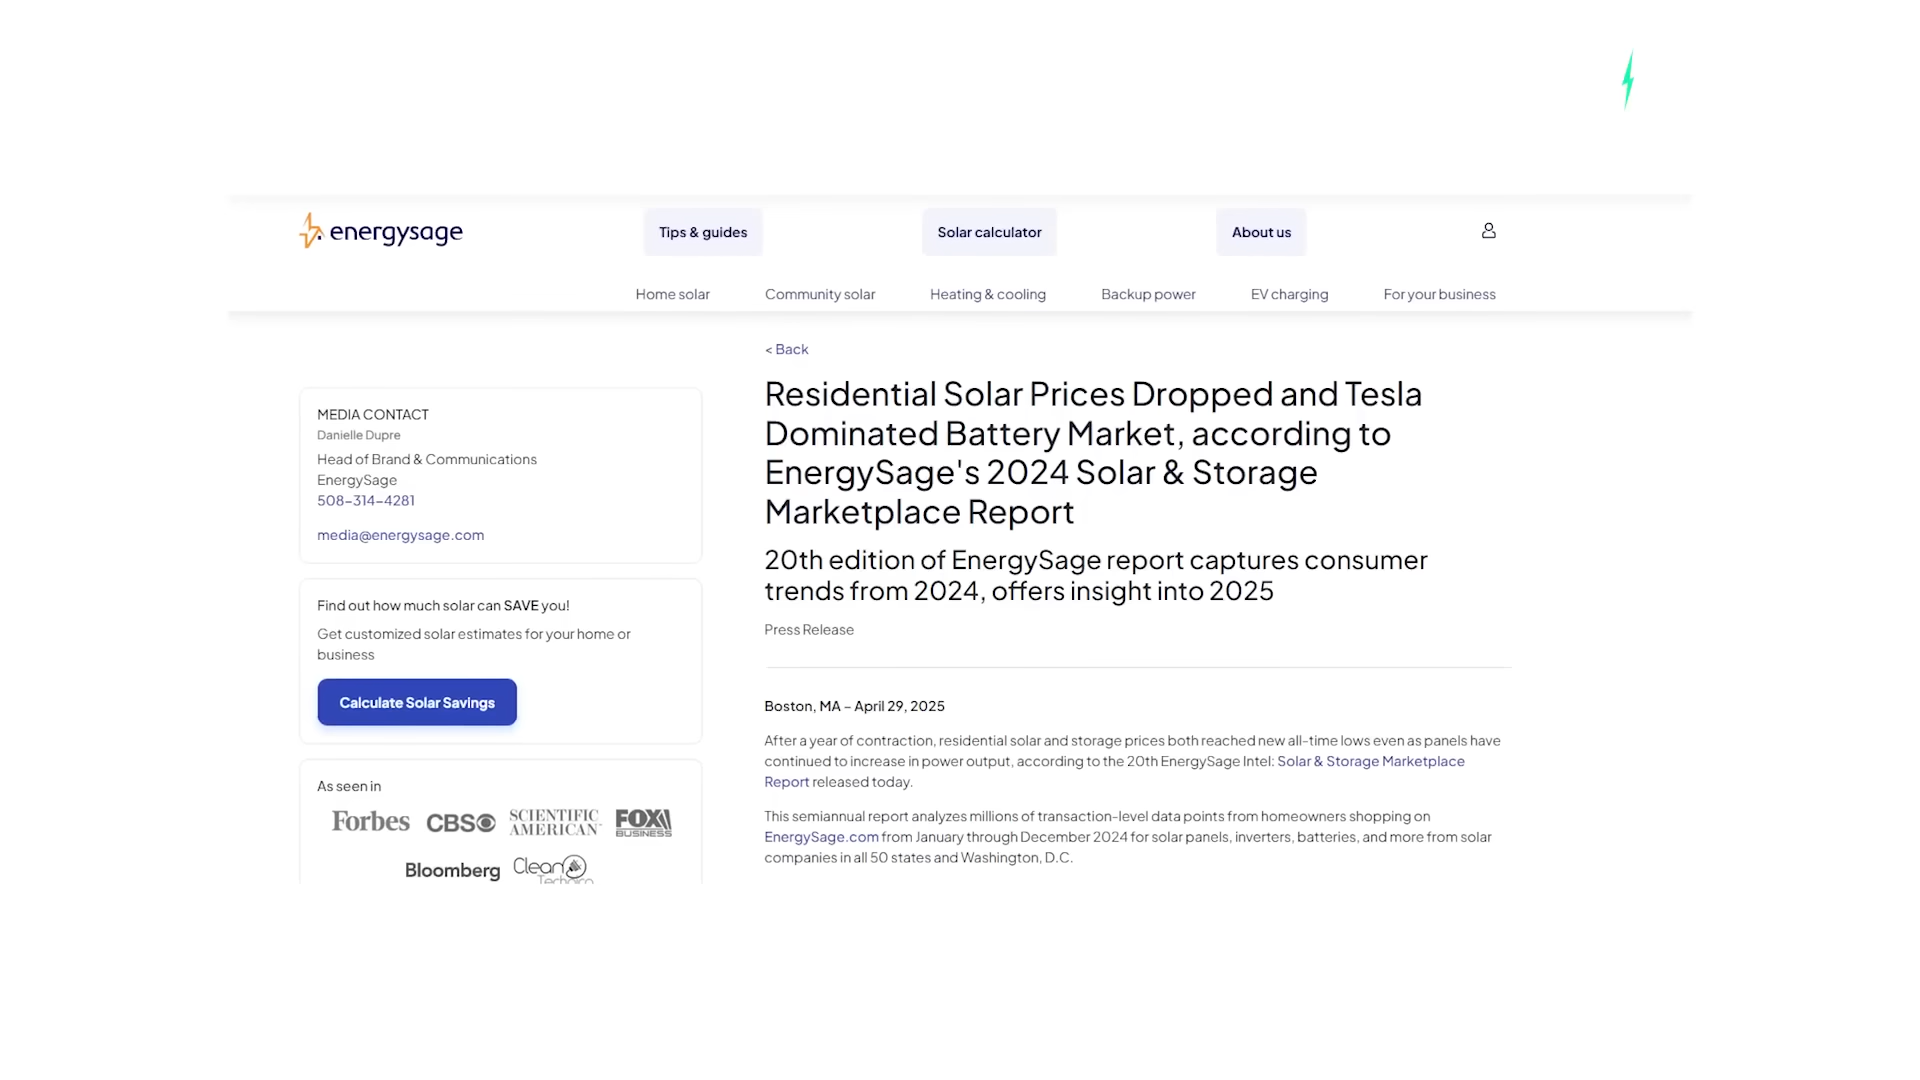 energysage
Tips & guides
Solar calculator
About us
Home solar
Community solar
Heating & cooling
Backup power
EV charging
For your business
MEDIA CONTACT
Danielle Dupre
Head of Brand & Communications
EnergySage
508-314-4281
media@energysage.com
Find out how much solar can SAVE you!
Get customized solar estimates for your home or
business
Calculate Solar Savings
As seen in
Forbes
CBS
SCIENTIFIC
AMERICAN
FOX
BUSINESS
Bloomberg
Clean
Technica
< Back
Residential Solar Prices Dropped and Tesla
Dominated Battery Market, according to
EnergySage's 2024 Solar & Storage
Marketplace Report
20th edition of EnergySage report captures consumer
trends from 2024, offers insight into 2025
Press Release
Boston, MA – April 29, 2025
After a year of contraction, residential solar and storage prices both reached new all-time lows even as panels have
continued to increase in power output, according to the 20th EnergySage Intel: Solar & Storage Marketplace
Report released today.
This semiannual report analyzes millions of transaction-level data points from homeowners shopping on
EnergySage.com from January through December 2024 for solar panels, inverters, batteries, and more from solar
companies in all 50 states and Washington, D.C.